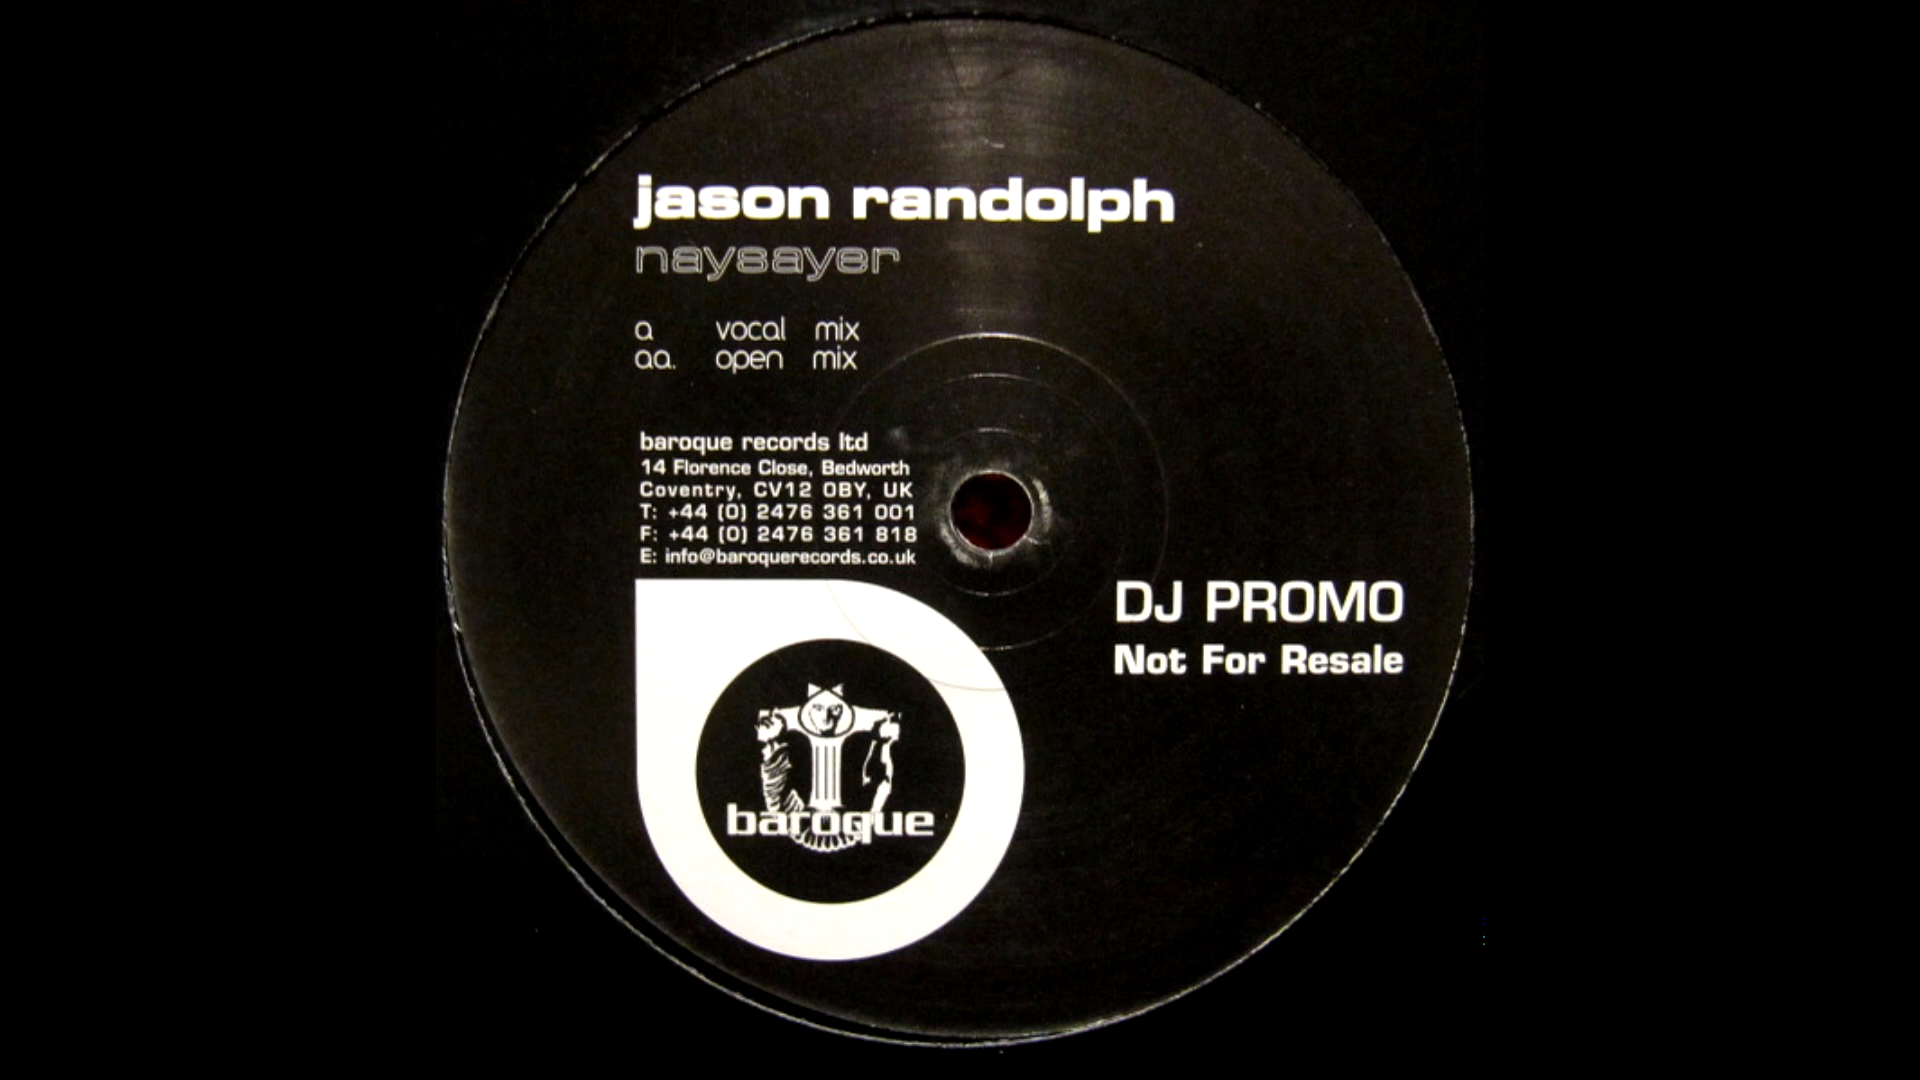 jason randolph
naysayer
a vocal mix
aa. open mix
baroque records ltd
14 Florence Close, Bedworth
Coventry, CV12 0BY, UK
T: +44 (0) 2476 361 001
F: +44 (0) 2476 361 818
E: info@baroquerecords.co.uk
DJ PROMO
Not For Resale
baroque